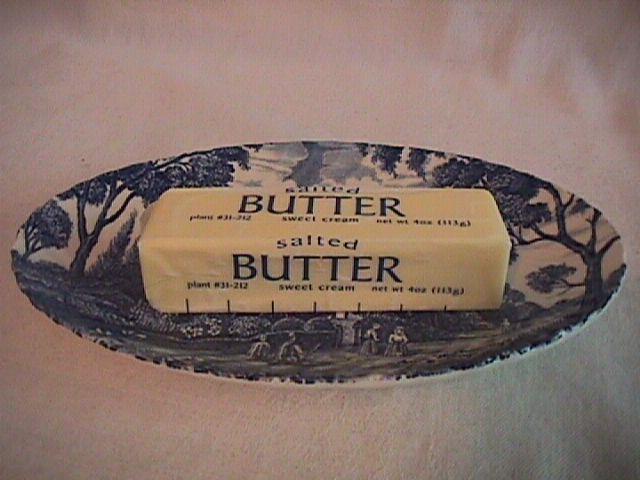 salted
BUTTER
plant #31-212 sweet cream net wt 4oz (113g)
salted
BUTTER
plant #31-212 sweet cream net wt 4oz (113g)